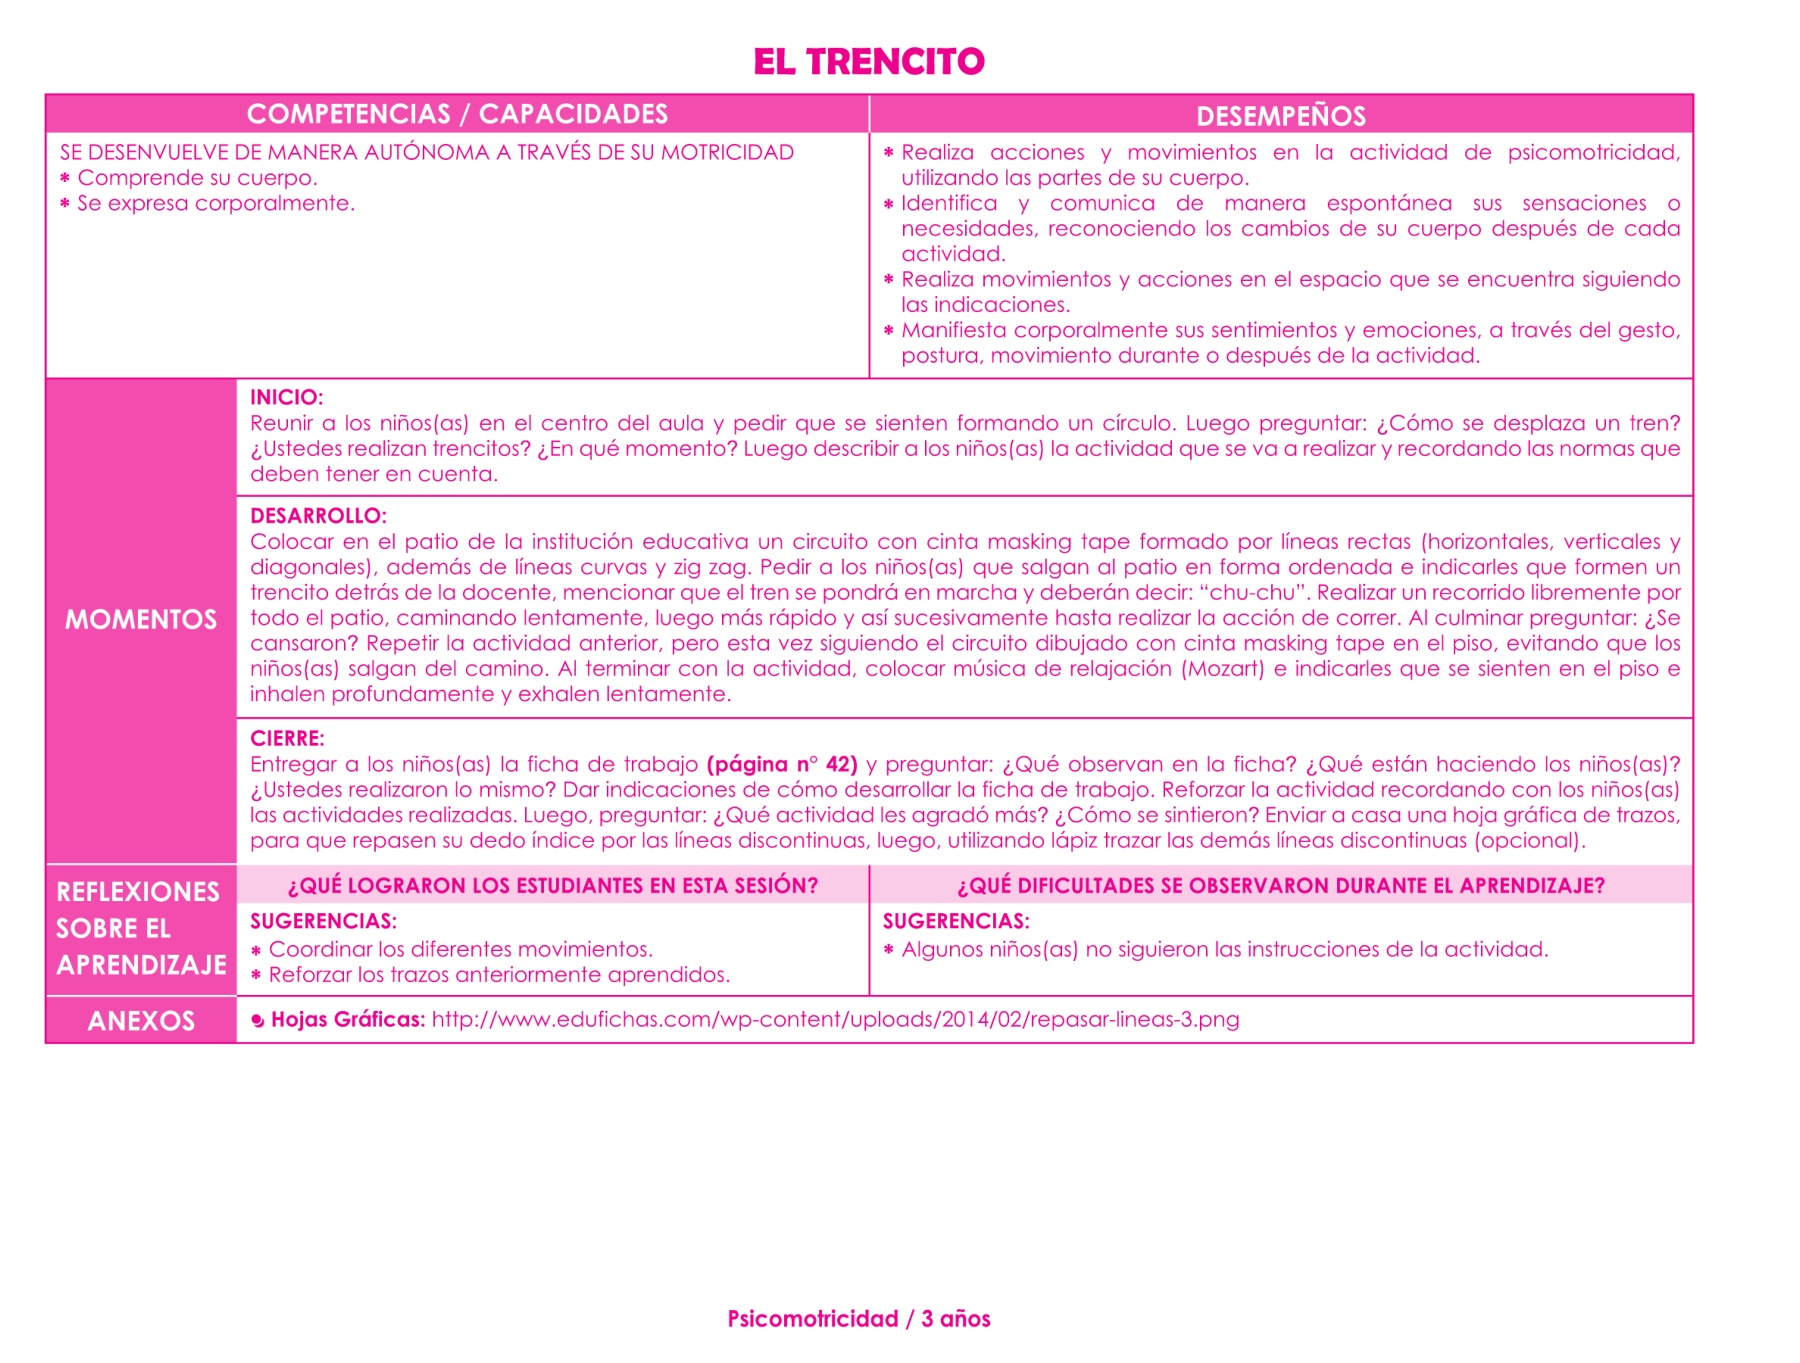 EL TRENCITO
COMPETENCIAS / CAPACIDADES
DESEMPEÑOS
SE DESENVUELVE DE MANERA AUTÓNOMA A TRAVÉS DE SU MOTRICIDAD
* Comprende su cuerpo.
* Se expresa corporalmente.
* Realiza acciones y movimientos en la actividad de psicomotricidad,
utilizando las partes de su cuerpo.
* Identifica y comunica de manera espontánea sus sensaciones o
necesidades, reconociendo los cambios de su cuerpo después de cada
actividad.
* Realiza movimientos y acciones en el espacio que se encuentra siguiendo
las indicaciones.
* Manifiesta corporalmente sus sentimientos y emociones, a través del gesto,
postura, movimiento durante o después de la actividad.
MOMENTOS
INICIO:
Reunir a los niños(as) en el centro del aula y pedir que se sienten formando un círculo. Luego preguntar: ¿Cómo se desplaza un tren?
¿Ustedes realizan trencitos? ¿En qué momento? Luego describir a los niños(as) la actividad que se va a realizar y recordando las normas que
deben tener en cuenta.
DESARROLLO:
Colocar en el patio de la institución educativa un circuito con cinta masking tape formado por líneas rectas (horizontales, verticales y
diagonales), además de líneas curvas y zig zag. Pedir a los niños(as) que salgan al patio en forma ordenada e indicarles que formen un
trencito detrás de la docente, mencionar que el tren se pondrá en marcha y deberán decir: “chu-chu”. Realizar un recorrido libremente por
todo el patio, caminando lentamente, luego más rápido y así sucesivamente hasta realizar la acción de correr. Al culminar preguntar: ¿Se
cansaron? Repetir la actividad anterior, pero esta vez siguiendo el circuito dibujado con cinta masking tape en el piso, evitando que los
niños(as) salgan del camino. Al terminar con la actividad, colocar música de relajación (Mozart) e indicarles que se sienten en el piso e
inhalen profundamente y exhalen lentamente.
CIERRE:
Entregar a los niños(as) la ficha de trabajo (página n° 42) y preguntar: ¿Qué observan en la ficha? ¿Qué están haciendo los niños(as)?
¿Ustedes realizaron lo mismo? Dar indicaciones de cómo desarrollar la ficha de trabajo. Reforzar la actividad recordando con los niños(as)
las actividades realizadas. Luego, preguntar: ¿Qué actividad les agradó más? ¿Cómo se sintieron? Enviar a casa una hoja gráfica de trazos,
para que repasen su dedo índice por las líneas discontinuas, luego, utilizando lápiz trazar las demás líneas discontinuas (opcional).
REFLEXIONES
SOBRE EL
APRENDIZAJE
¿QUÉ LOGRARON LOS ESTUDIANTES EN ESTA SESIÓN?
SUGERENCIAS:
* Coordinar los diferentes movimientos.
* Reforzar los trazos anteriormente aprendidos.
¿QUÉ DIFICULTADES SE OBSERVARON DURANTE EL APRENDIZAJE?
SUGERENCIAS:
* Algunos niños(as) no siguieron las instrucciones de la actividad.
ANEXOS
Hojas Gráficas: http://www.edufichas.com/wp-content/uploads/2014/02/repasar-lineas-3.png
Psicomotricidad / 3 años